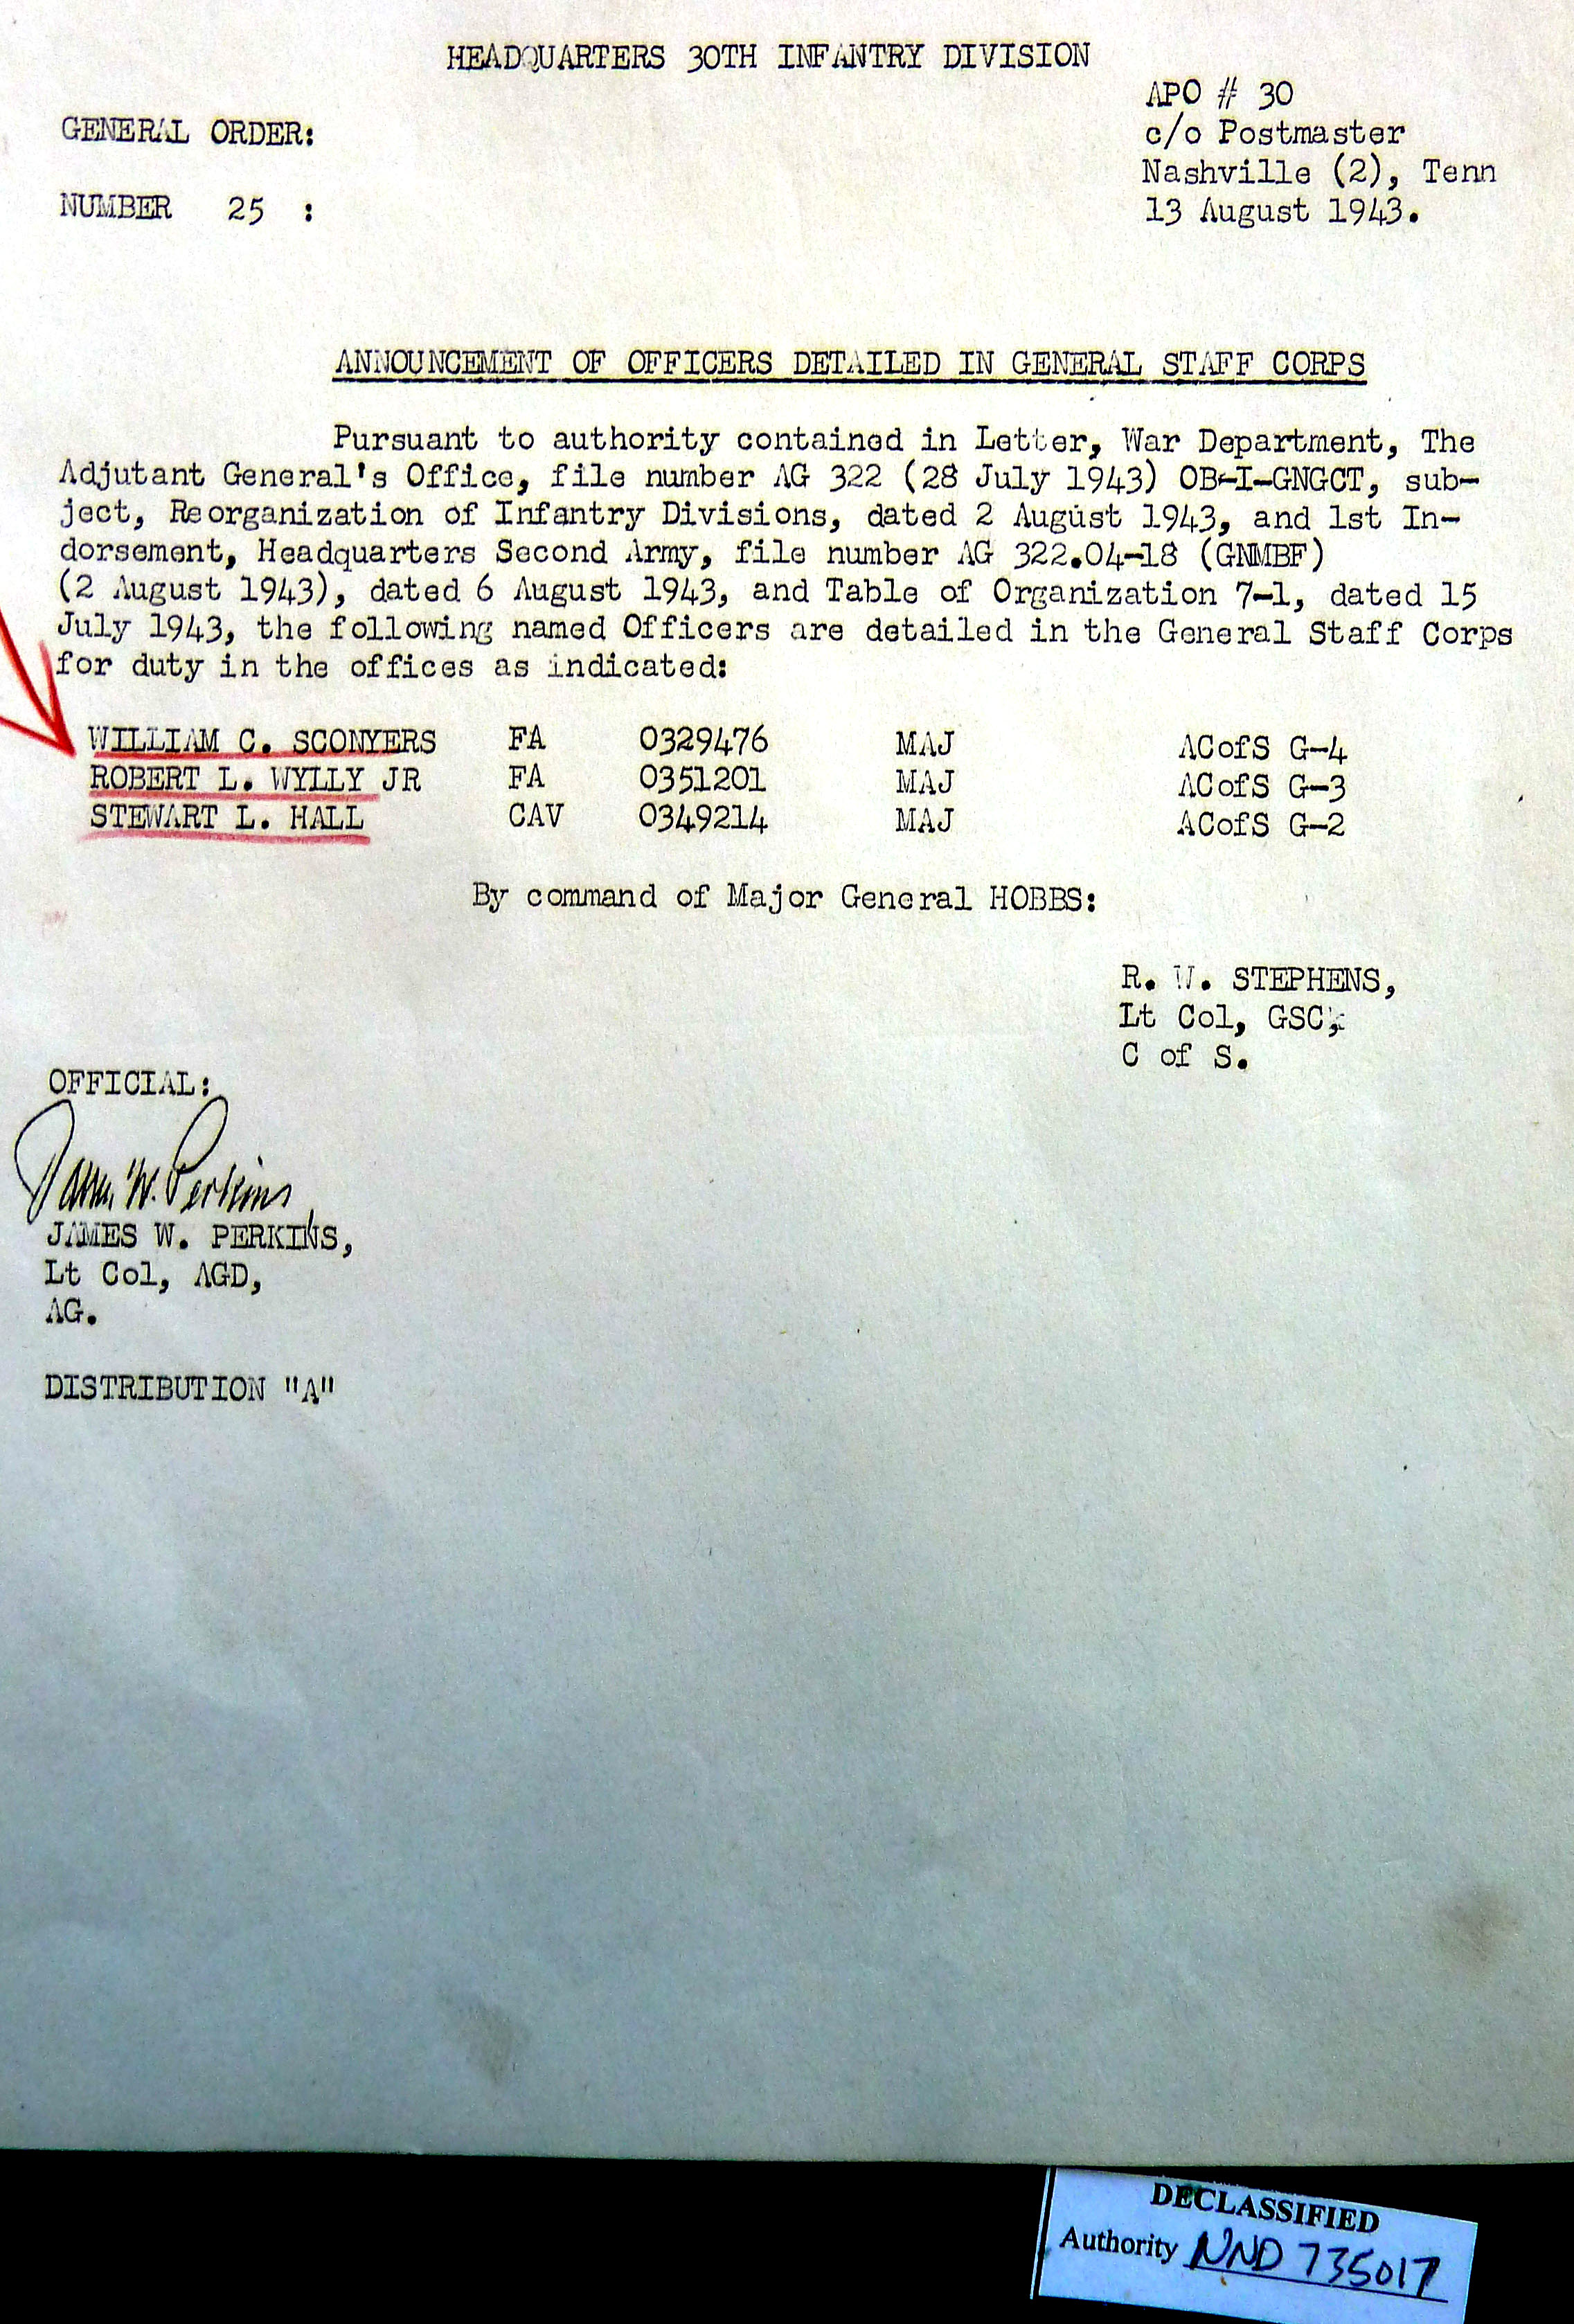 HEADQUARTERS 30TH INFANTRY DIVISION
APO # 30
GENERAL ORDER:
c/o Postmaster
Nashville (2), Tenn
NUMBER 25 :
13 August 1943.
ANNOUNCEMENT OF OFFICERS DETAILED IN GENERAL STAFF CORPS
Pursuant to authority contained in Letter, War Department, The
Adjutant General's Office, file number AG 322 (28 July 1943) OB-I-GNGCT, sub-
ject, Reorganization of Infantry Divisions, dated 2 August 1943, and 1st In-
dorsement, Headquarters Second Army, file number AG 322.04-18 (GNMBF)
(2 August 1943), dated 6 August 1943, and Table of Organization 7-1, dated 15
July 1943, the following named Officers are detailed in the General Staff Corps
for duty in the offices as indicated:
WILLIAM C. SCONYERS FA 0329476 MAJ ACofS G-4
ROBERT L. WYLLY JR FA 0351201 MAJ ACofS G-3
STEWART L. HALL CAV 0349214 MAJ ACofS G-2
By command of Major General HOBBS:
R. W. STEPHENS,
Lt Col, GSC,
C of S.
OFFICIAL:
James W. Perkins
JAMES W. PERKINS,
Lt Col, AGD,
AG.
DISTRIBUTION "A"
DECLASSIFIED
Authority NND 735017